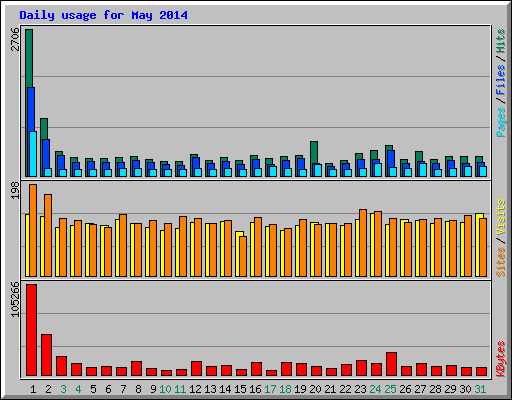 Daily usage for May 2014
2706
Pages / Files / Hits
198
Sites / Visits
105266
KBytes
1 2 3 4 5 6 7 8 9 10 11 12 13 14 15 16 17 18 19 20 21 22 23 24 25 26 27 28 29 30 31